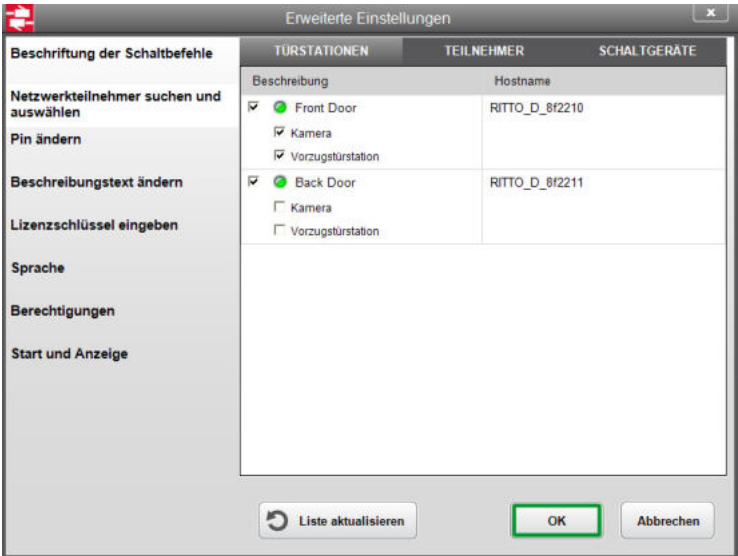 Erweiterte Einstellungen
x
Beschriftung der Schaltbefehle
Netzwerkteilnehmer suchen und
auswählen
Pin ändern
Beschreibungstext ändern
Lizenzschlüssel eingeben
Sprache
Berechtigungen
Start und Anzeige
TÜRSTATIONEN TEILNEHMER SCHALTGERÄTE
Beschreibung Hostname
Front Door RITTO_D_8f2210
Kamera
Vorzugstürstation
Back Door RITTO_D_8f2211
Kamera
Vorzugstürstation
Liste aktualisieren OK Abbrechen